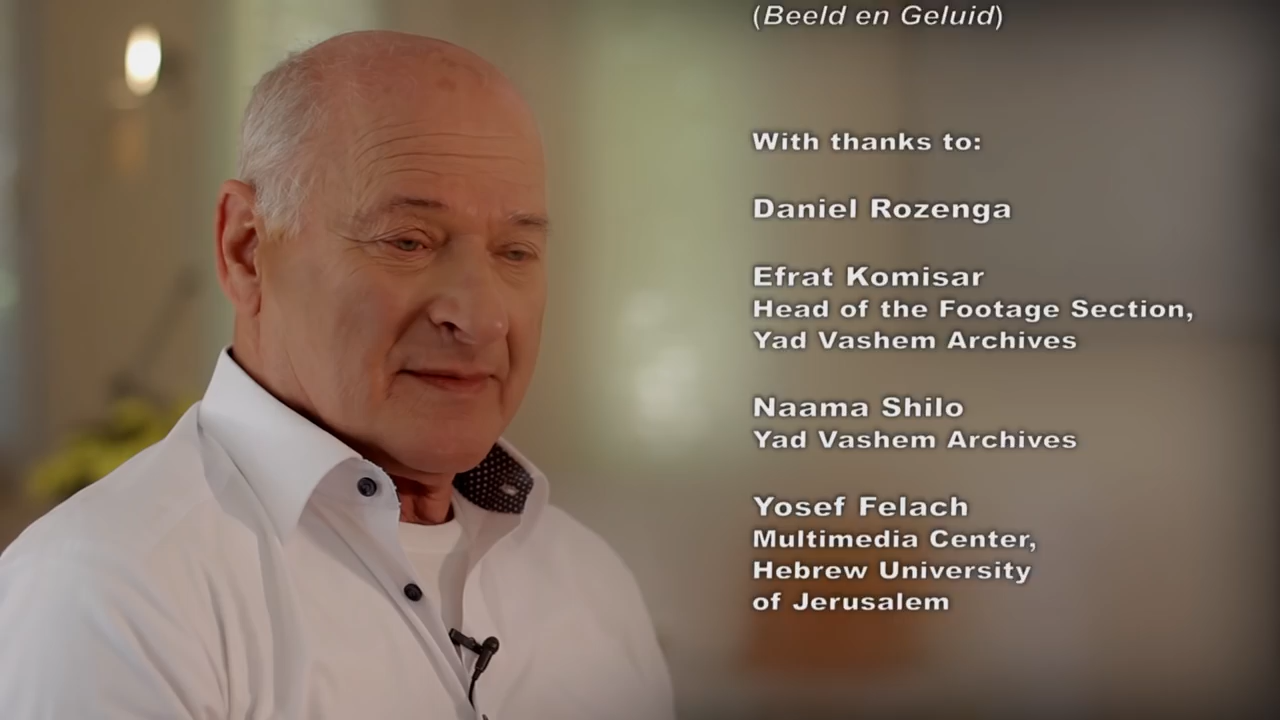 (Beeld en Geluid)
With thanks to:
Daniel Rozenga
Efrat Komisar
Head of the Footage Section,
Yad Vashem Archives
Naama Shilo
Yad Vashem Archives
Yosef Felach
Multimedia Center,
Hebrew University
of Jerusalem